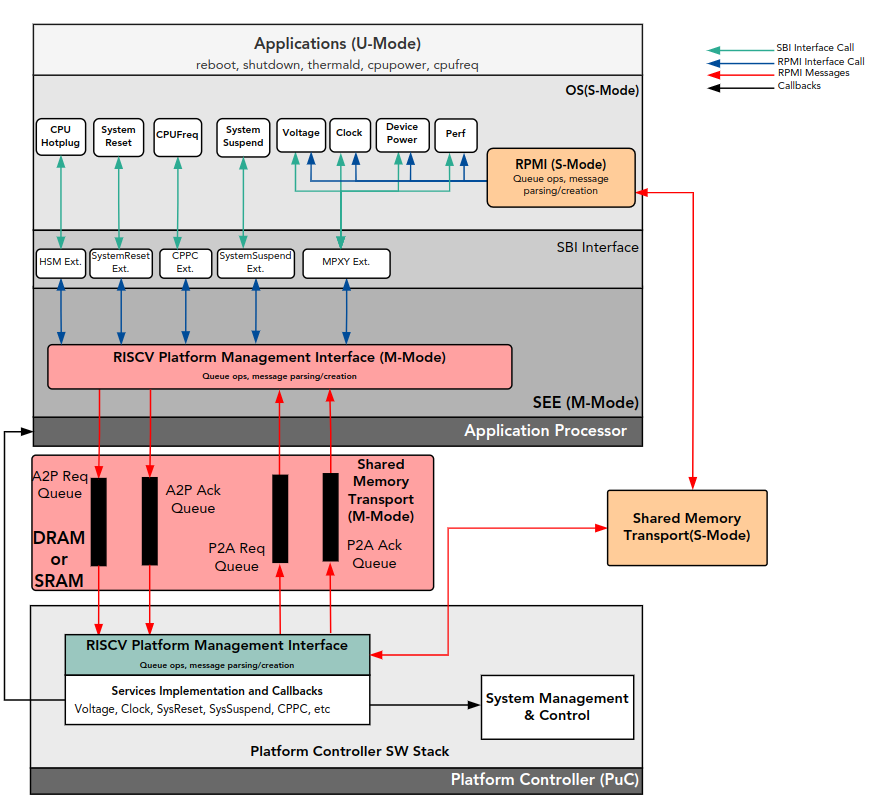 Applications (U-Mode)
reboot, shutdown, thermald, cpupower, cpufreq
SBI Interface Call
RPMI Interface Call
RPMI Messages
Callbacks
OS(S-Mode)
CPU
Hotplug
System
Reset
CPUFreq
System
Suspend
Voltage
Clock
Device
Power
Perf
RPMI (S-Mode)
Queue ops, message
parsing/creation
SBI Interface
HSM Ext.
SystemReset
Ext.
CPPC
Ext.
SystemSuspend
Ext.
MPXY Ext.
RISCV Platform Management Interface (M-Mode)
Queue ops, message parsing/creation
SEE (M-Mode)
Application Processor
A2P Req
Queue
A2P Ack
Queue
P2A Req
Queue
P2A Ack
Queue
Shared
Memory
Transport
(M-Mode)
DRAM
or
SRAM
Shared Memory
Transport(S-Mode)
RISCV Platform Management Interface
Queue ops, message parsing/creation
Services Implementation and Callbacks
Voltage, Clock, SysReset, SysSuspend, CPPC, etc
System Management
& Control
Platform Controller SW Stack
Platform Controller (PuC)